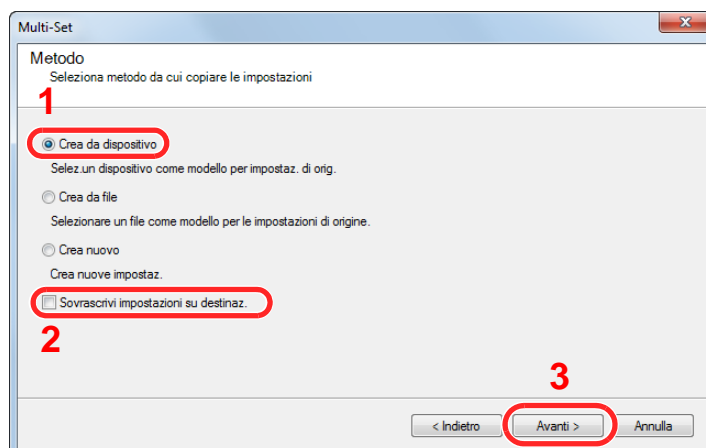 Multi-Set
x
Metodo
Seleziona metodo da cui copiare le impostazioni
1
Crea da dispositivo
Selez.un dispositivo come modello per impostaz. di orig.
Crea da file
Selezionare un file come modello per le impostazioni di origine.
Crea nuovo
Crea nuove impostaz.
Sovrascrivi impostazioni su destinaz.
2
3
< Indietro Avanti > Annulla